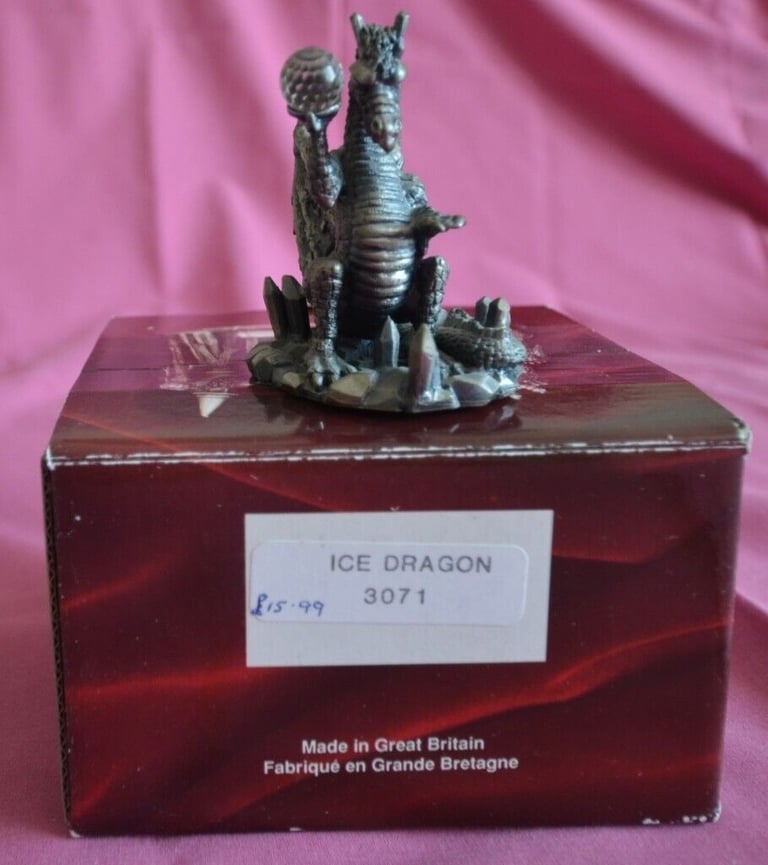 ICE DRAGON
3071
£15.99
Made in Great Britain
Fabriqué en Grande Bretagne